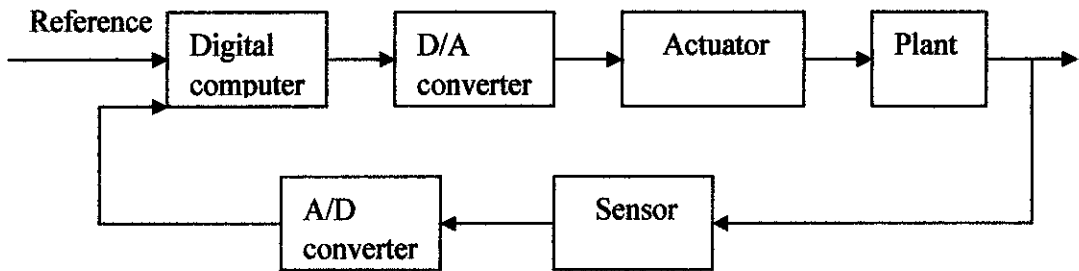 Reference
Digital
computer
D/A
converter
Actuator
Plant
A/D
converter
Sensor